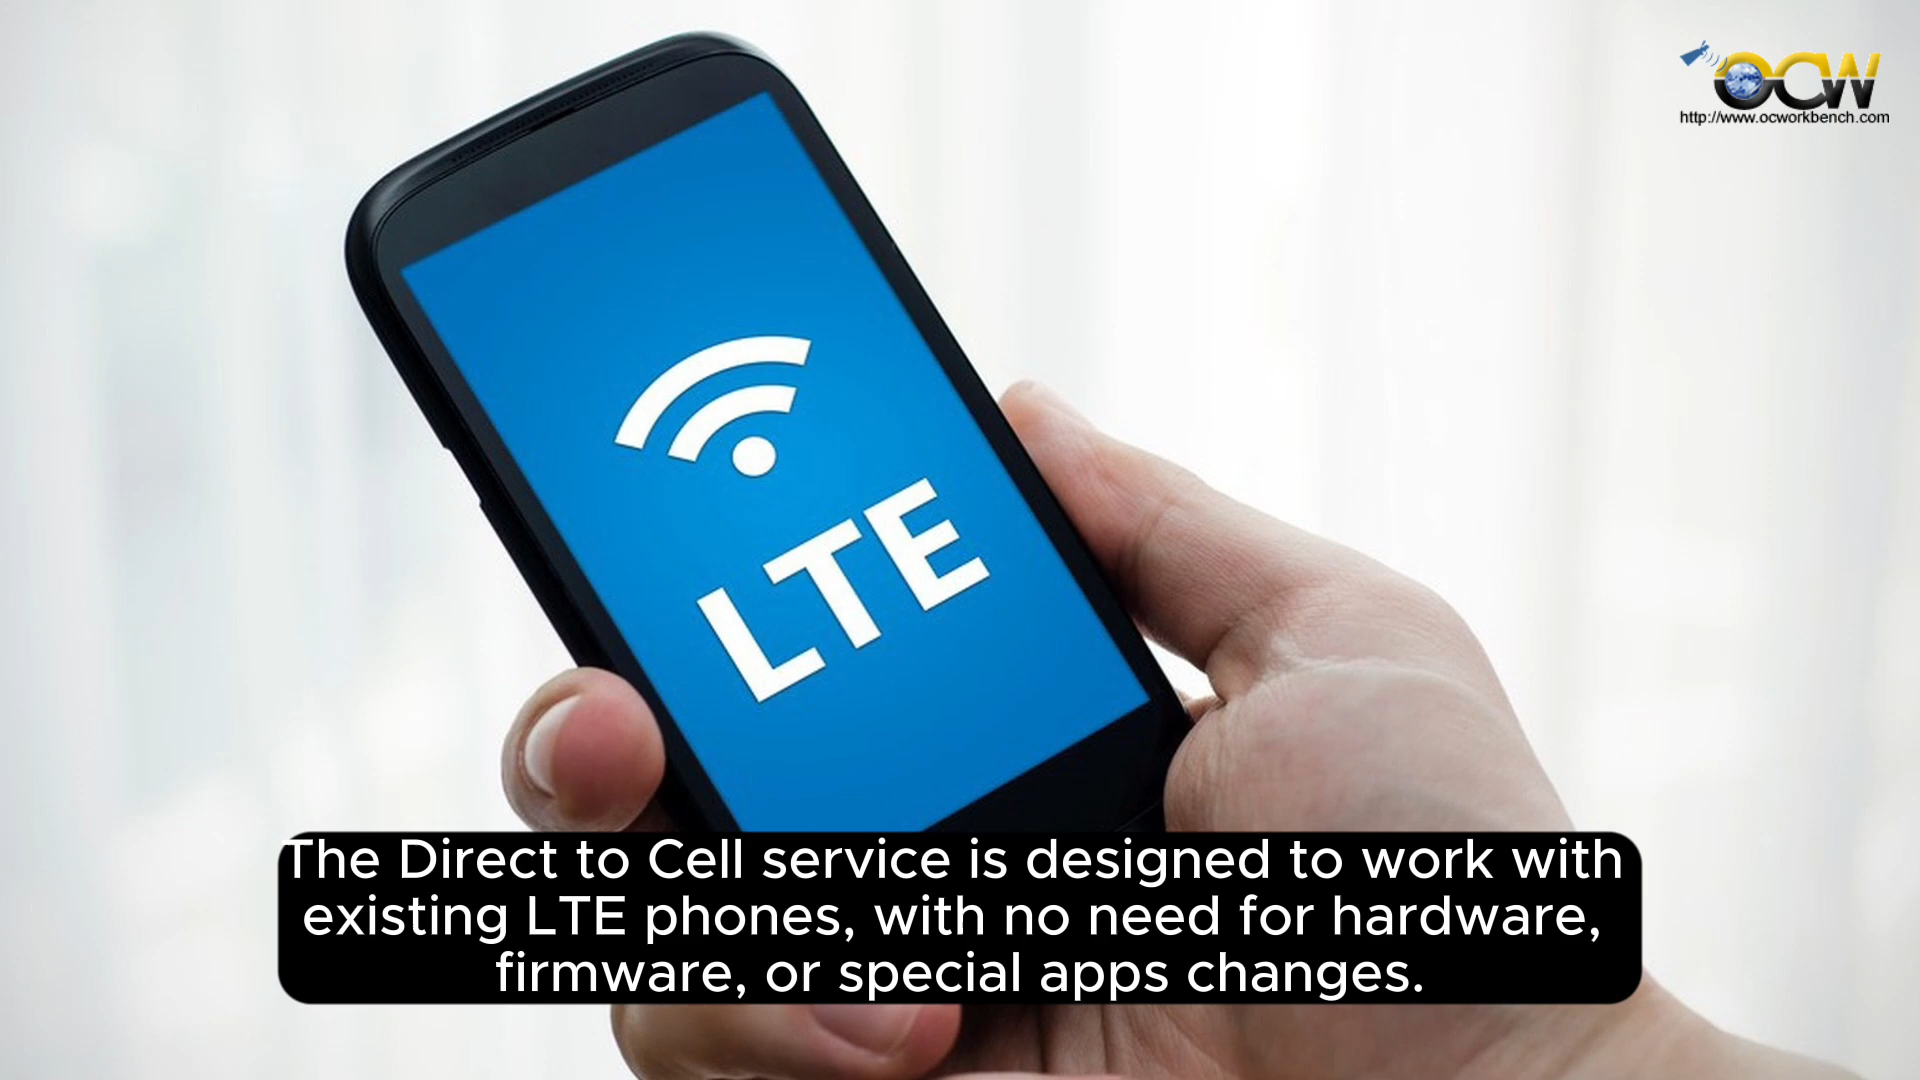 OCW
http://www.ocworkbench.com
LTE
The Direct to Cell service is designed to work with
existing LTE phones, with no need for hardware,
firmware, or special apps changes.